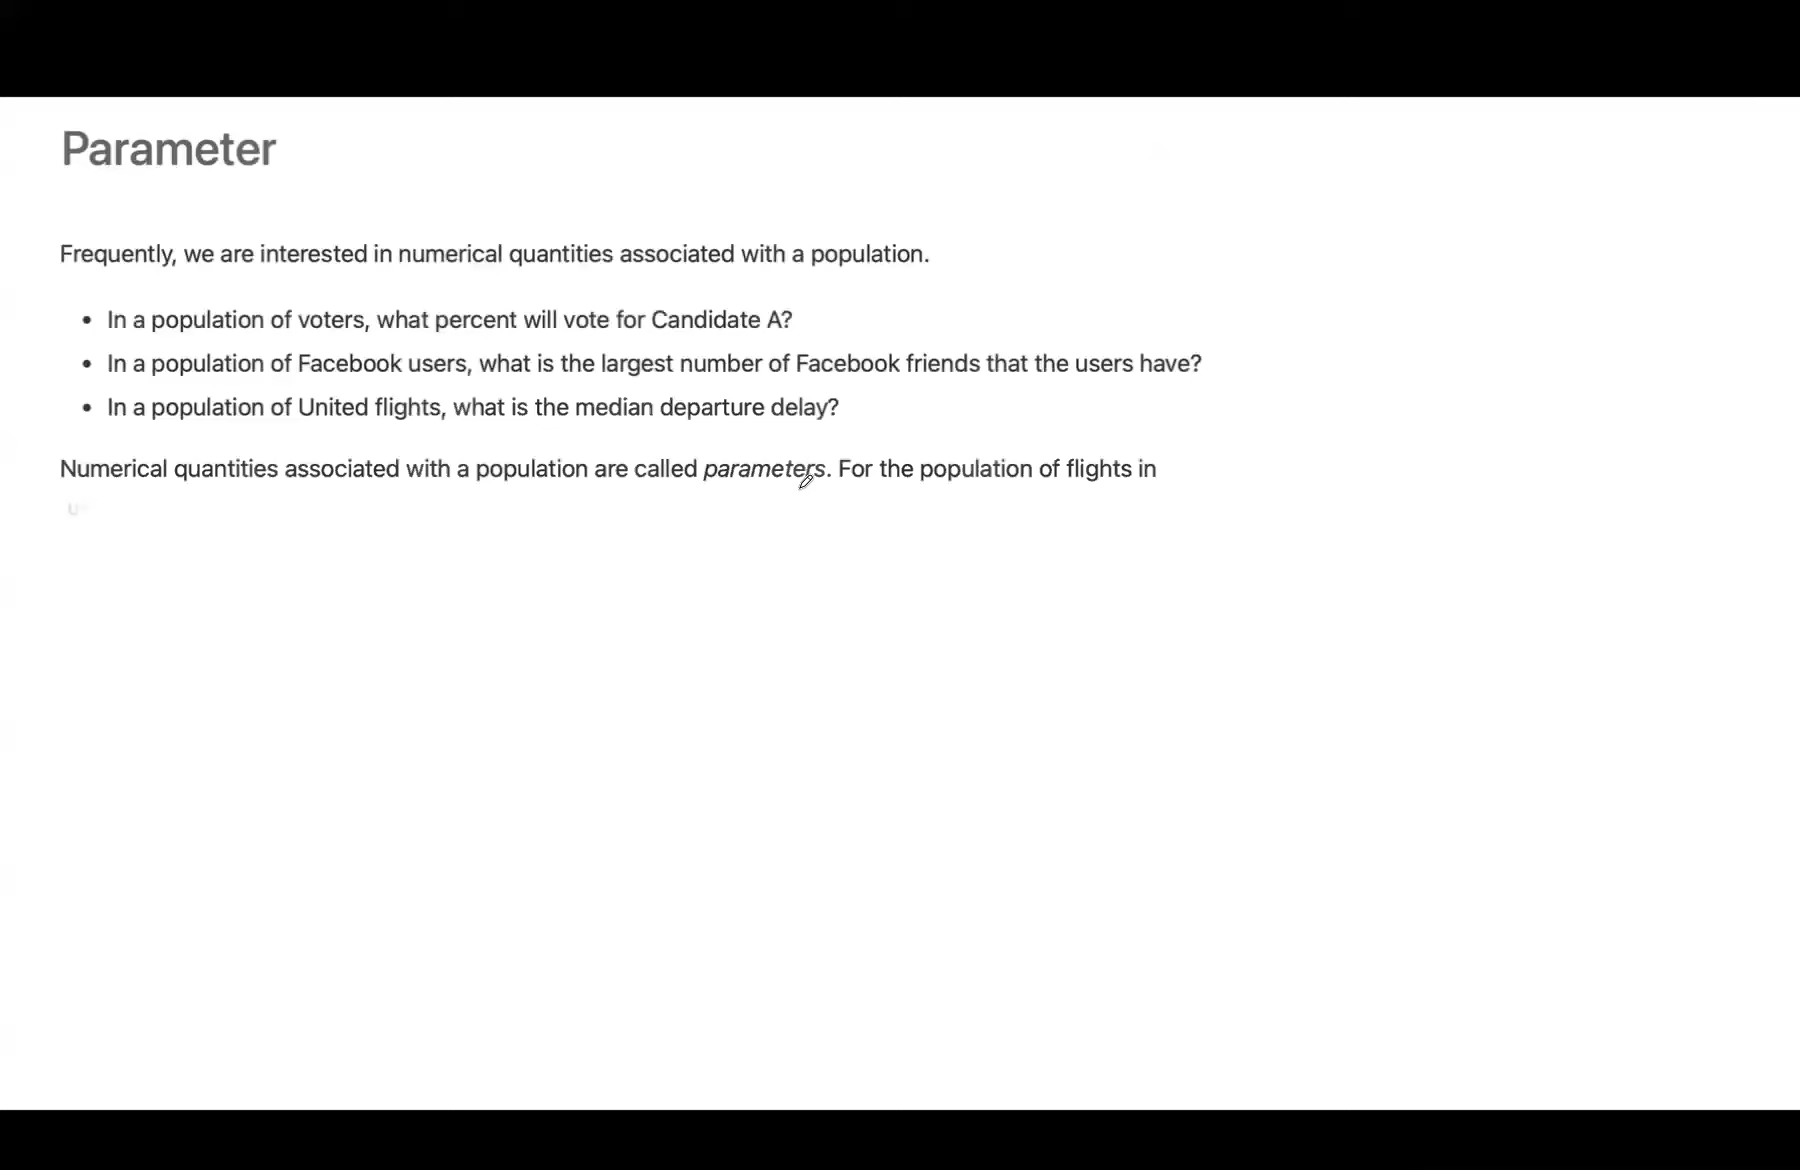 Parameter
Frequently, we are interested in numerical quantities associated with a population.
• In a population of voters, what percent will vote for Candidate A?
• In a population of Facebook users, what is the largest number of Facebook friends that the users have?
• In a population of United flights, what is the median departure delay?
Numerical quantities associated with a population are called parameters. For the population of flights in